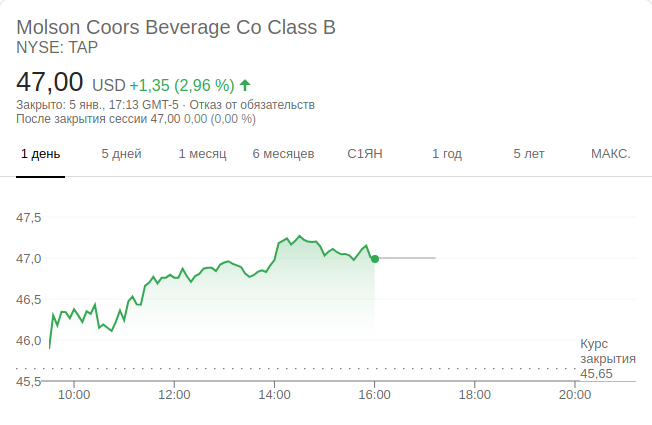 Molson Coors Beverage Co Class B
NYSE: TAP
47,00 USD +1,35 (2,96 %)
Закрыто: 5 янв., 17:13 GMT-5 · Отказ от обязательств
После закрытия сессии 47,00 0,00 (0,00 %)
1 день 5 дней 1 месяц 6 месяцев С1ЯН 1 год 5 лет МАКС.
47,5
47,0
46,5
46,0
Курс
закрытия
45,65
45,5
10:00 12:00 14:00 16:00 18:00 20:00